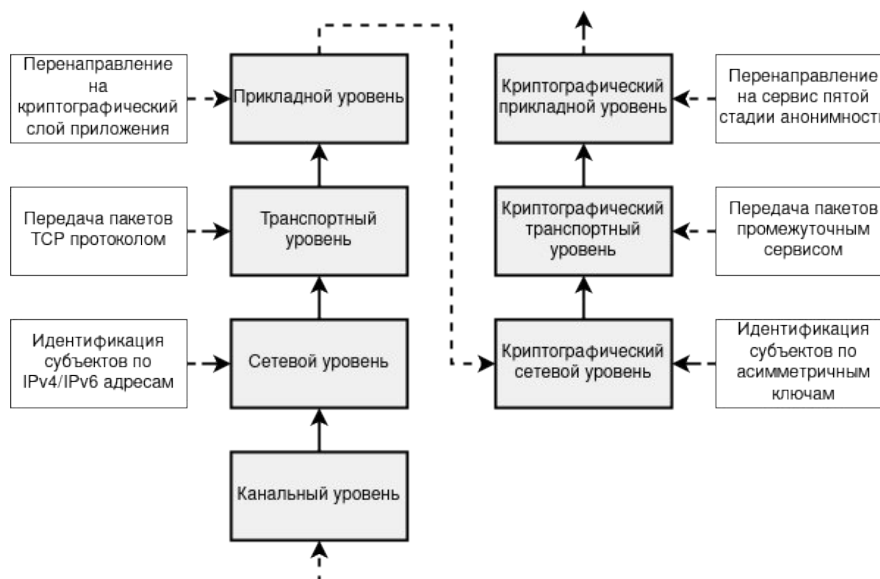 Перенаправление
на
криптографический
слой приложения
Прикладной уровень
Криптографический
прикладной уровень
Перенаправление
на сервис пятой
стадии анонимност
Передача пакетов
TCP протоколом
Транспортный
уровень
Криптографический
транспортный
уровень
Передача пакетов
промежуточным
сервисом
Идентификация
субъектов по
IPv4/IPv6 адресам
Сетевой уровень
Криптографический
сетевой уровень
Идентификация
субъектов по
асимметричным
ключам
Канальный уровень